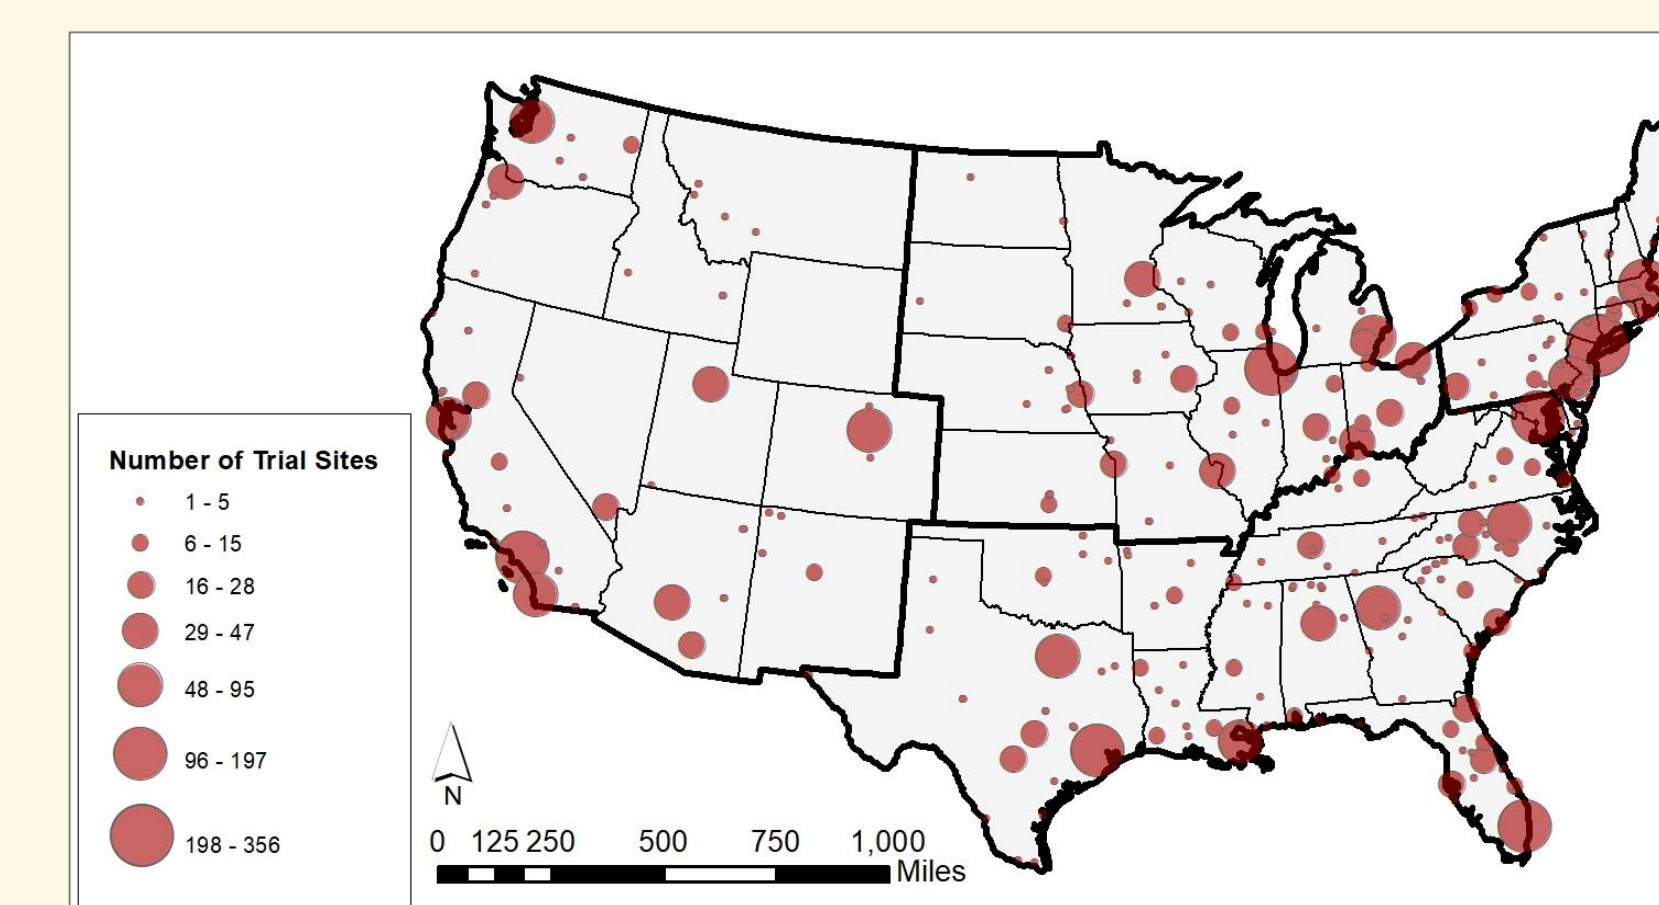 Number of Trial Sites
1 - 5
6 - 15
16 - 28
29 - 47
48 - 95
96 - 197
198 - 356
N
0 125 250 500 750 1,000
Miles